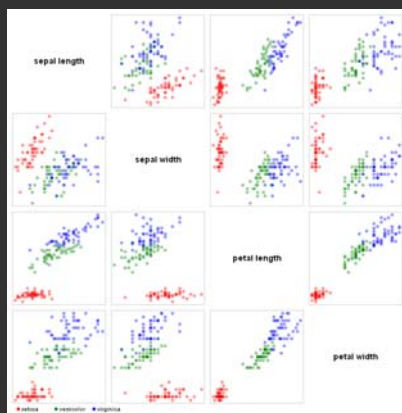 sepal length
sepal width
petal length
petal width
setosa versicolor virginica